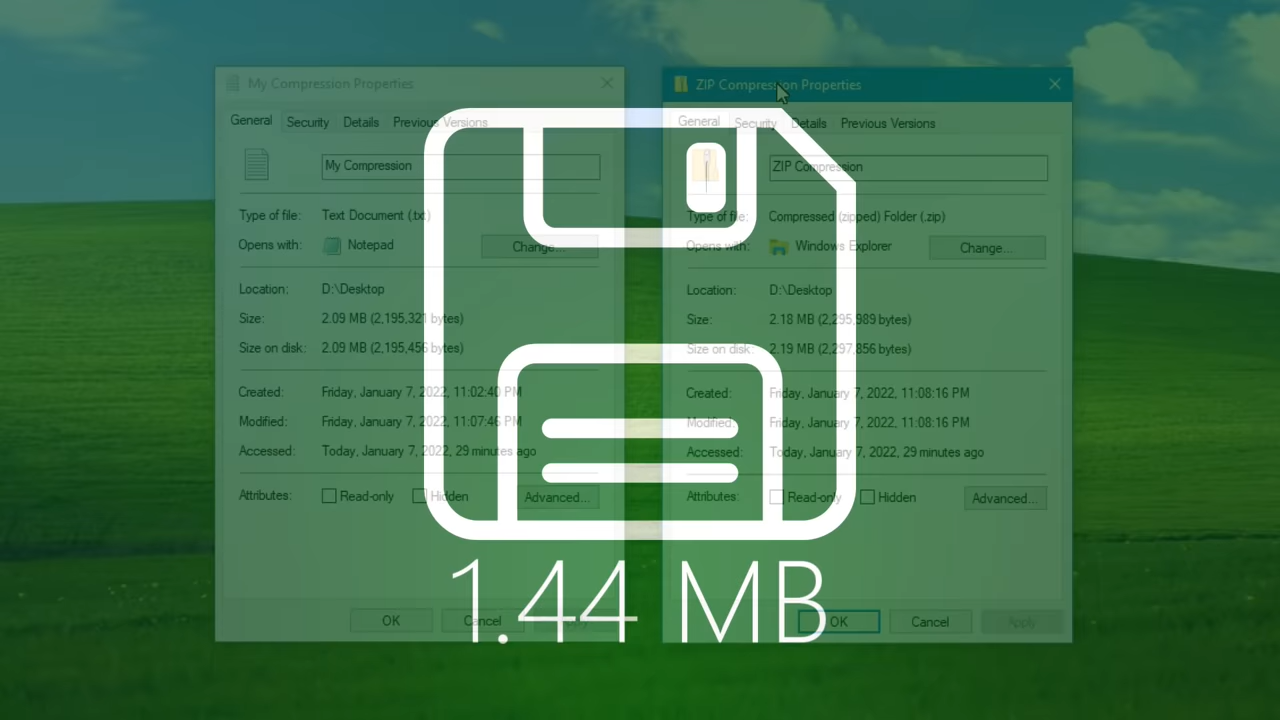 My Compression Properties
General Security Details Previous Versions
My Compression
Type of file: Text Document (.txt)
Opens with: Notepad Change...
Location: D:\Desktop
Size: 2.09 MB (2,195,321 bytes)
Size on disk: 2.09 MB (2,195,456 bytes)
Created: Friday, January 7, 2022, 11:02:40 PM
Modified: Friday, January 7, 2022, 11:07:46 PM
Accessed: Today, January 7, 2022, 29 minutes ago
Attributes: Read-only Hidden Advanced...
OK Cancel Apply
ZIP Compression Properties
General Security Details Previous Versions
ZIP Compression
Type of file: Compressed (zipped) Folder (.zip)
Opens with: Windows Explorer Change...
Location: D:\Desktop
Size: 2.18 MB (2,295,989 bytes)
Size on disk: 2.19 MB (2,297,856 bytes)
Created: Friday, January 7, 2022, 11:08:16 PM
Modified: Friday, January 7, 2022, 11:08:16 PM
Accessed: Today, January 7, 2022, 29 minutes ago
Attributes: Read-only Hidden Advanced...
OK Cancel Apply
1.44 MB